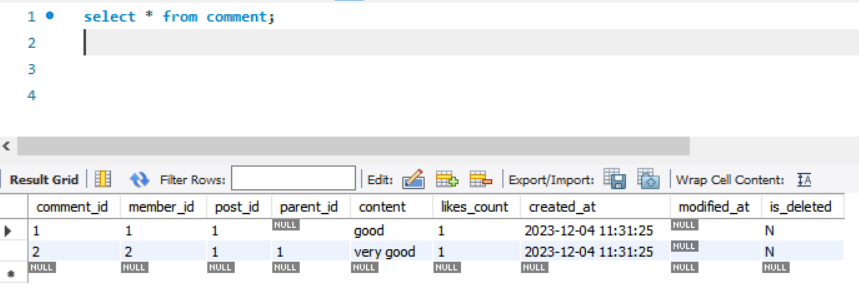 1 select * from comment;
2
3
4
Result Grid Filter Rows: Edit: Export/Import: Wrap Cell Content: IA
comment_id member_id post_id parent_id content likes_count created_at modified_at is_deleted
1 1 1 NULL good 1 2023-12-04 11:31:25 NULL N
2 2 1 1 very good 1 2023-12-04 11:31:25 NULL N
NULL NULL NULL NULL NULL NULL NULL NULL NULL